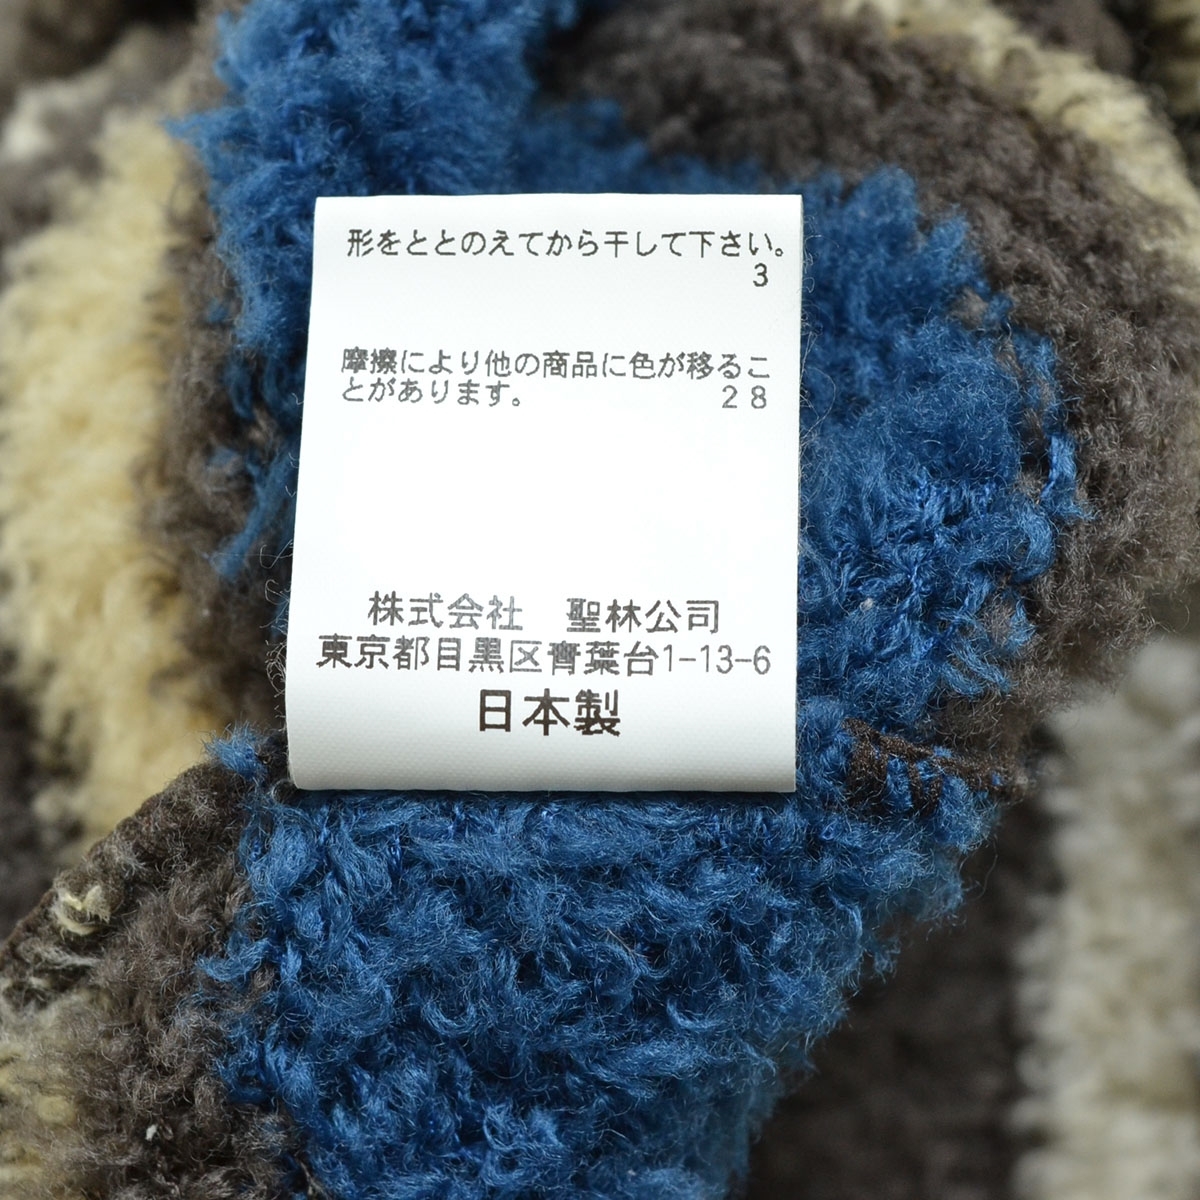 形をととのえてから干して下さい。
3
摩擦により他の商品に色が移るこ
とがあります。 28
株式会社　聖林公司
東京都目黒区青葉台1-13-6
日本製